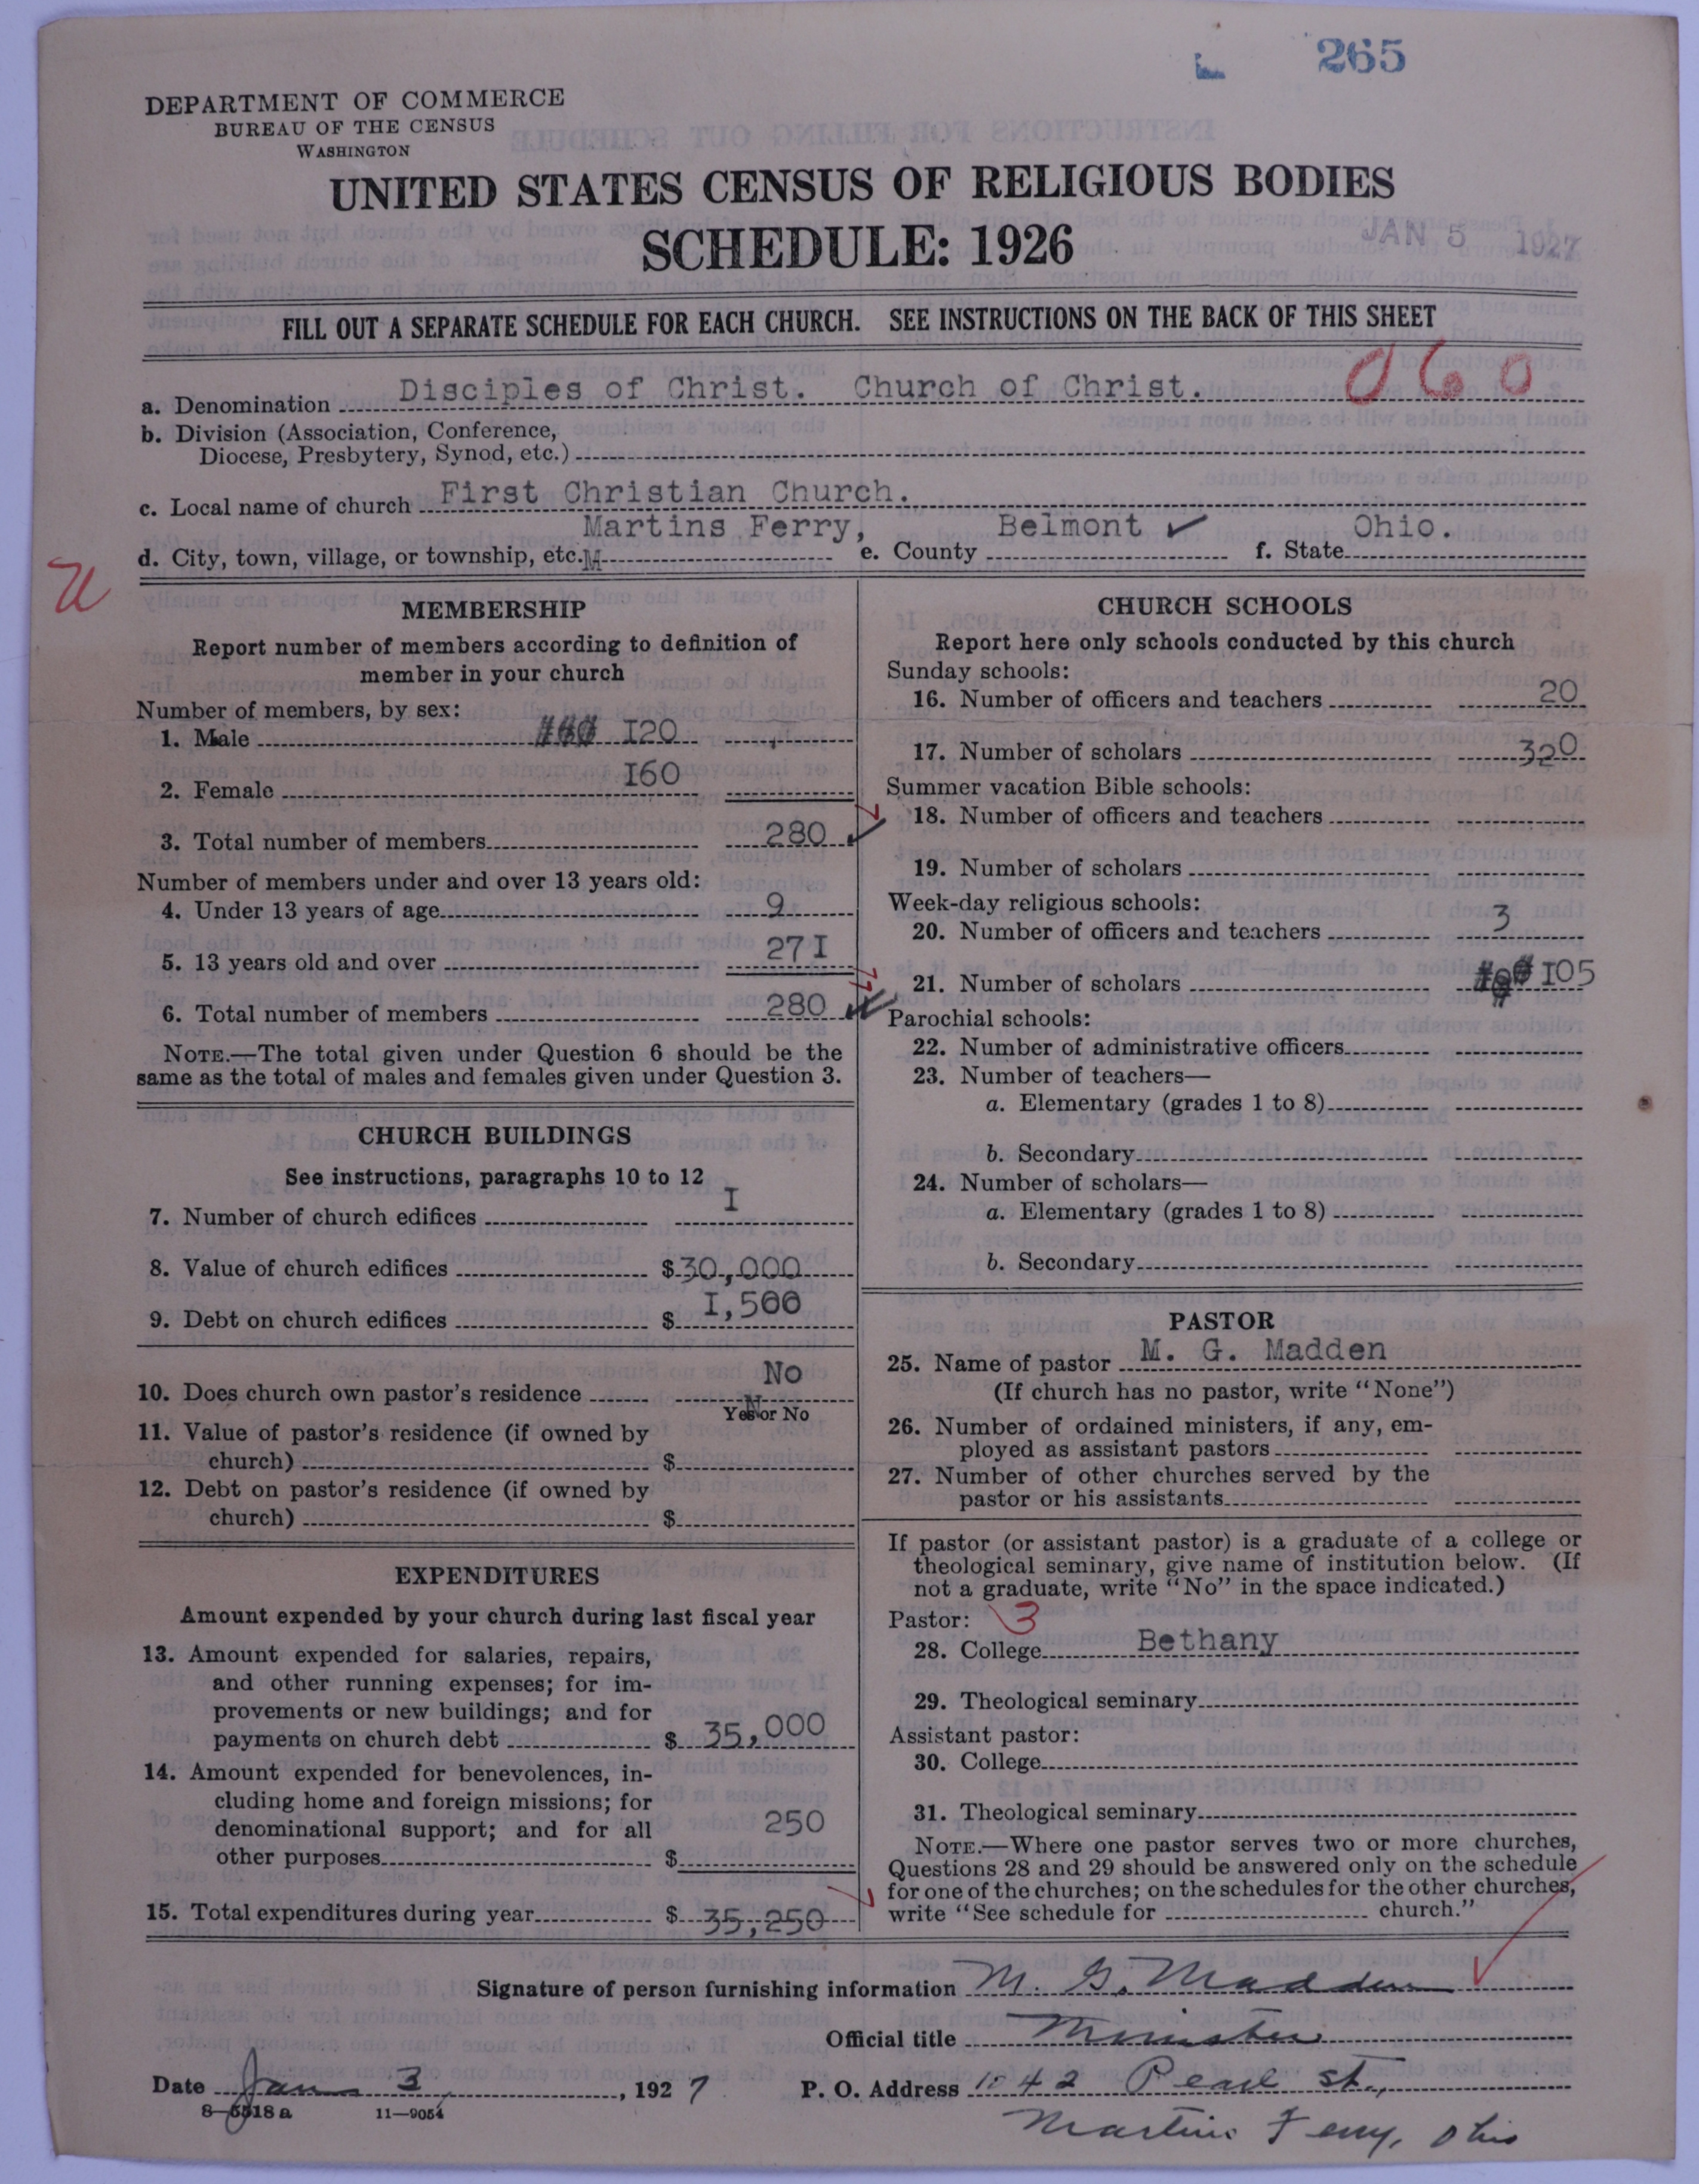 265
DEPARTMENT OF COMMERCE
BUREAU OF THE CENSUS
WASHINGTON
UNITED STATES CENSUS OF RELIGIOUS BODIES
SCHEDULE: 1926
JAN 5 1927
FILL OUT A SEPARATE SCHEDULE FOR EACH CHURCH. SEE INSTRUCTIONS ON THE BACK OF THIS SHEET
060
a. Denomination Disciples of Christ. Church of Christ.
b. Division (Association, Conference,
Diocese, Presbytery, Synod, etc.)
c. Local name of church First Christian Church.
d. City, town, village, or township, etc. Martins Ferry, e. County Belmont ✓ f. State Ohio.
MEMBERSHIP
Report number of members according to definition of
member in your church
Number of members, by sex:
1. Male I20
2. Female I60
3. Total number of members 280
Number of members under and over 13 years old:
4. Under 13 years of age 9
5. 13 years old and over 27I
6. Total number of members 280
NOTE.—The total given under Question 6 should be the
same as the total of males and females given under Question 3.
CHURCH BUILDINGS
See instructions, paragraphs 10 to 12
7. Number of church edifices I
8. Value of church edifices $ 30,000
9. Debt on church edifices $ I,500
10. Does church own pastor's residence No
Yes or No
11. Value of pastor's residence (if owned by
church) $
12. Debt on pastor's residence (if owned by
church) $
EXPENDITURES
Amount expended by your church during last fiscal year
13. Amount expended for salaries, repairs,
and other running expenses; for im-
provements or new buildings; and for
payments on church debt $ 35,000
14. Amount expended for benevolences, in-
cluding home and foreign missions; for
denominational support; and for all
other purposes $ 250
15. Total expenditures during year $ 35,250
CHURCH SCHOOLS
Report here only schools conducted by this church
Sunday schools:
16. Number of officers and teachers 20
17. Number of scholars 320
Summer vacation Bible schools:
18. Number of officers and teachers
19. Number of scholars
Week-day religious schools:
20. Number of officers and teachers 3
21. Number of scholars I05
Parochial schools:
22. Number of administrative officers
23. Number of teachers—
a. Elementary (grades 1 to 8)
b. Secondary
24. Number of scholars—
a. Elementary (grades 1 to 8)
b. Secondary
PASTOR
25. Name of pastor M. G. Madden
(If church has no pastor, write "None")
26. Number of ordained ministers, if any, em-
ployed as assistant pastors
27. Number of other churches served by the
pastor or his assistants
If pastor (or assistant pastor) is a graduate of a college or
theological seminary, give name of institution below. (If
not a graduate, write "No" in the space indicated.)
Pastor: 3
28. College Bethany
29. Theological seminary
Assistant pastor:
30. College
31. Theological seminary
NOTE.—Where one pastor serves two or more churches,
Questions 28 and 29 should be answered only on the schedule
for one of the churches; on the schedules for the other churches,
write "See schedule for church."
Signature of person furnishing information M. G. Madden
Official title Minister
Date Jan 3, 1927 P. O. Address 1042 Pearl St.,
8—5518a 11—9054
Martins Ferry, Ohio